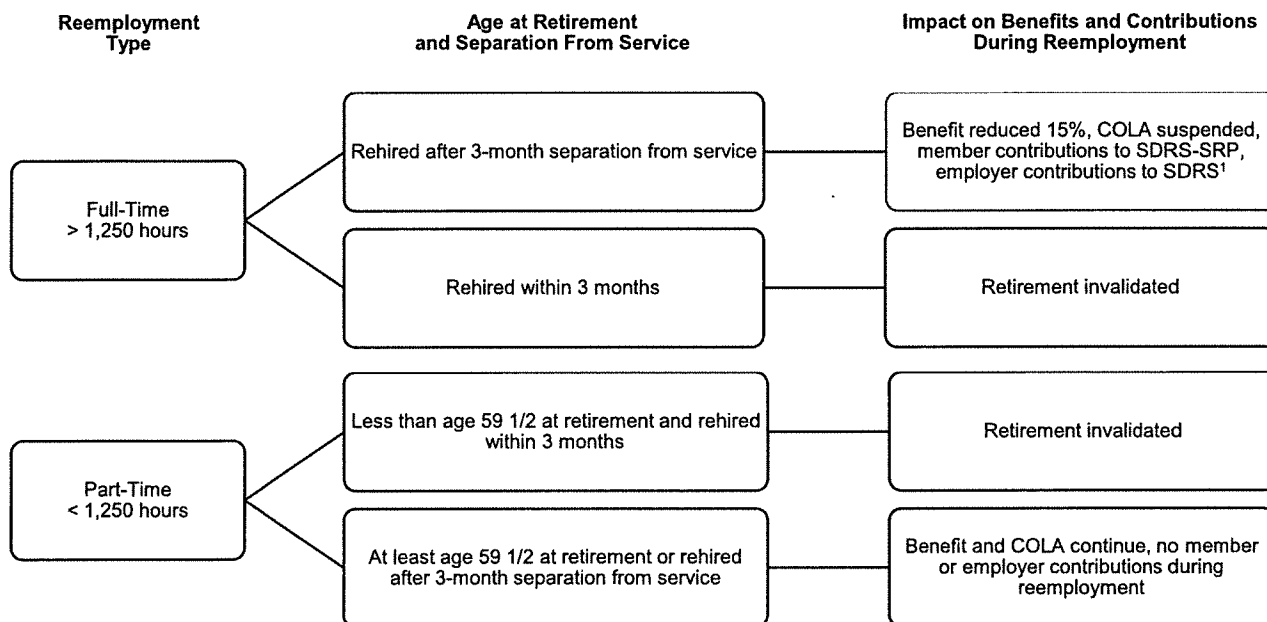 Reemployment
Type
Age at Retirement
and Separation From Service
Impact on Benefits and Contributions
During Reemployment
Full-Time
> 1,250 hours
Rehired after 3-month separation from service
Benefit reduced 15%, COLA suspended,
member contributions to SDRS-SRP,
employer contributions to SDRS¹
Rehired within 3 months
Retirement invalidated
Part-Time
< 1,250 hours
Less than age 59 1/2 at retirement and rehired
within 3 months
Retirement invalidated
At least age 59 1/2 at retirement or rehired
after 3-month separation from service
Benefit and COLA continue, no member
or employer contributions during
reemployment